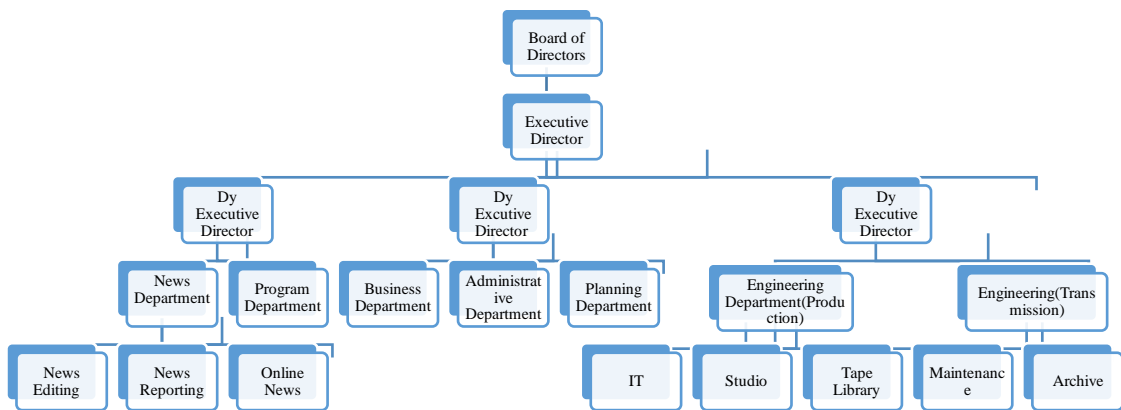 Board of
Directors
Executive
Director
Dy
Executive
Director
Dy
Excutive
Director
Dy
Executive
Director
News
Department
Program
Department
Business
Department
Administrat
ive
Department
Planning
Department
Engineering
Department(Produ
ction)
Engineering(Trans
mission)
News
Editing
News
Reporting
Online
News
IT
Studio
Tape
Library
Maintenanc
e
Archive